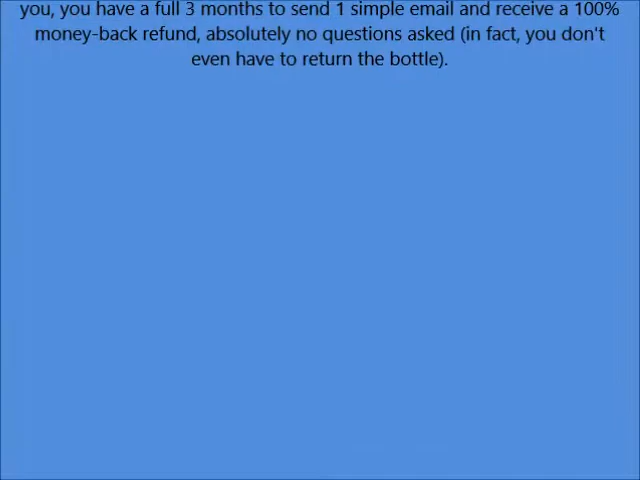 you, you have a full 3 months to send 1 simple email and receive a 100%
money-back refund, absolutely no questions asked (in fact, you don't
even have to return the bottle).